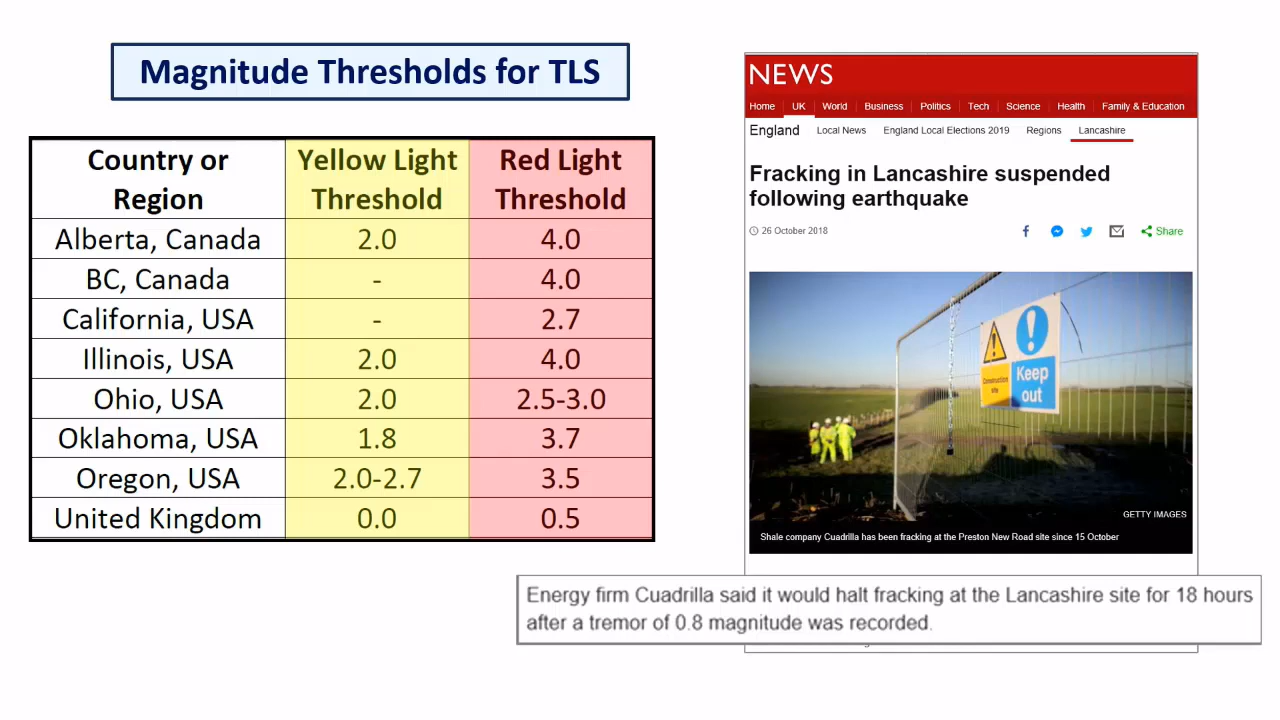 Magnitude Thresholds for TLS
Country or Region Yellow Light Threshold Red Light Threshold
Alberta, Canada 2.0 4.0
BC, Canada - 4.0
California, USA - 2.7
Illinois, USA 2.0 4.0
Ohio, USA 2.0 2.5-3.0
Oklahoma, USA 1.8 3.7
Oregon, USA 2.0-2.7 3.5
United Kingdom 0.0 0.5
NEWS
Home UK World Business Politics Tech Science Health Family & Education
England Local News England Local Elections 2019 Regions Lancashire
Fracking in Lancashire suspended
following earthquake
26 October 2018 Share
Construction
site
Keep
out
GETTY IMAGES
Shale company Cuadrilla has been fracking at the Preston New Road site since 15 October
Energy firm Cuadrilla said it would halt fracking at the Lancashire site for 18 hours
after a tremor of 0.8 magnitude was recorded.